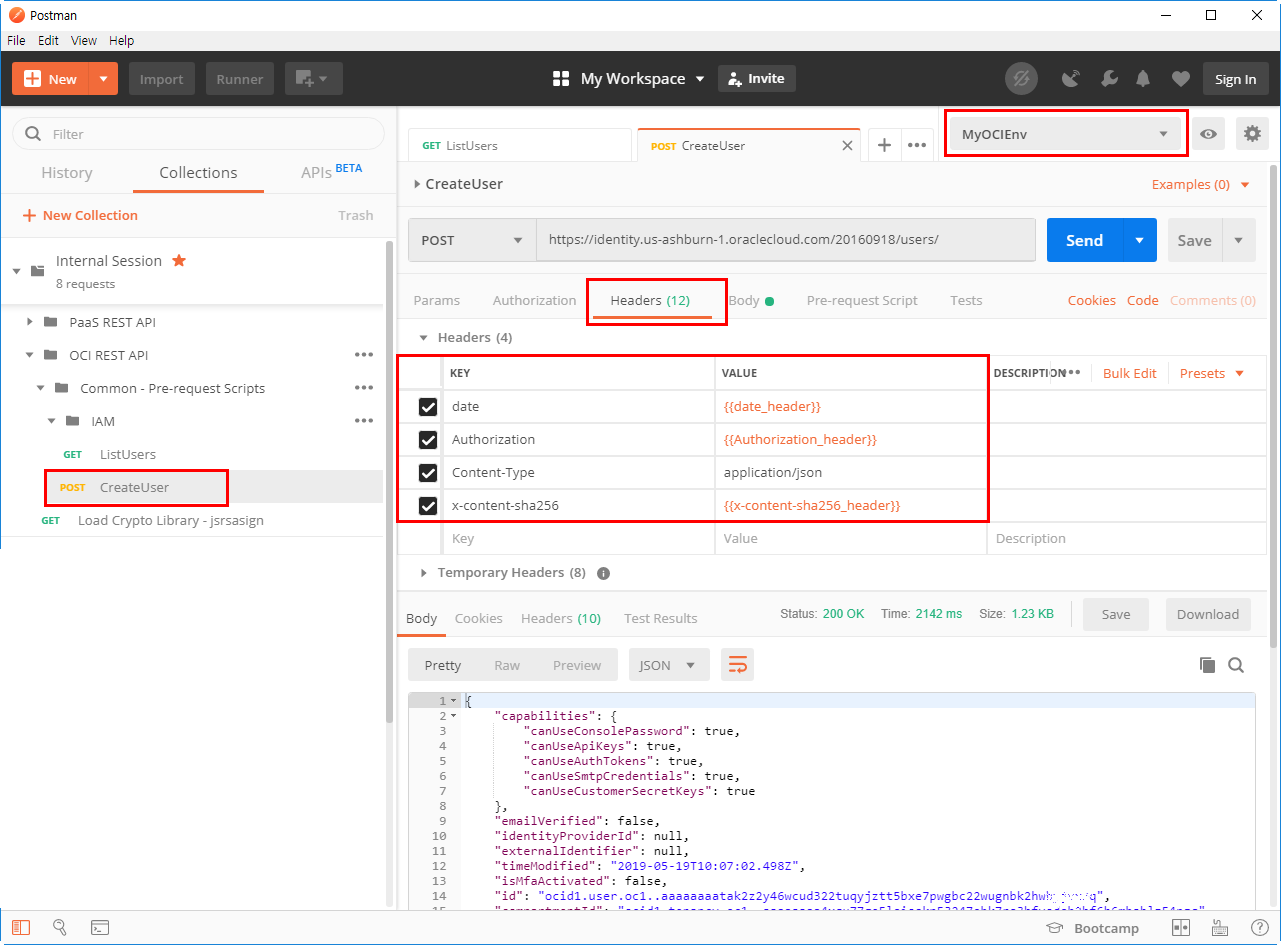 Postman
File Edit View Help
New Import Runner My Workspace Invite Sign In
Filter
History Collections APIs BETA
New Collection Trash
Internal Session
8 requests
PaaS REST API
OCI REST API
Common - Pre-request Scripts
IAM
GET ListUsers
POST CreateUser
GET Load Crypto Library - jsrsasign
GET ListUsers POST CreateUser MyOCIEnv
CreateUser Examples (0)
POST https://identity.us-ashburn-1.oraclecloud.com/20160918/users/ Send Save
Params Authorization Headers (12) Body Pre-request Script Tests Cookies Code Comments (0)
Headers (4)
KEY VALUE DESCRIPTION Bulk Edit Presets
date {{date_header}}
Authorization {{Authorization_header}}
Content-Type application/json
x-content-sha256 {{x-content-sha256_header}}
Key Value Description
Temporary Headers (8)
Body Cookies Headers (10) Test Results Status: 200 OK Time: 2142 ms Size: 1.23 KB Save Download
Pretty Raw Preview JSON
1 {
2 "capabilities": {
3 "canUseConsolePassword": true,
4 "canUseApiKeys": true,
5 "canUseAuthTokens": true,
6 "canUseSmtpCredentials": true,
7 "canUseCustomerSecretKeys": true
8 },
9 "emailVerified": false,
10 "identityProviderId": null,
11 "externalIdentifier": null,
12 "timeModified": "2019-05-19T10:07:02.498Z",
13 "isMfaActivated": false,
14 "id":
Bootcamp